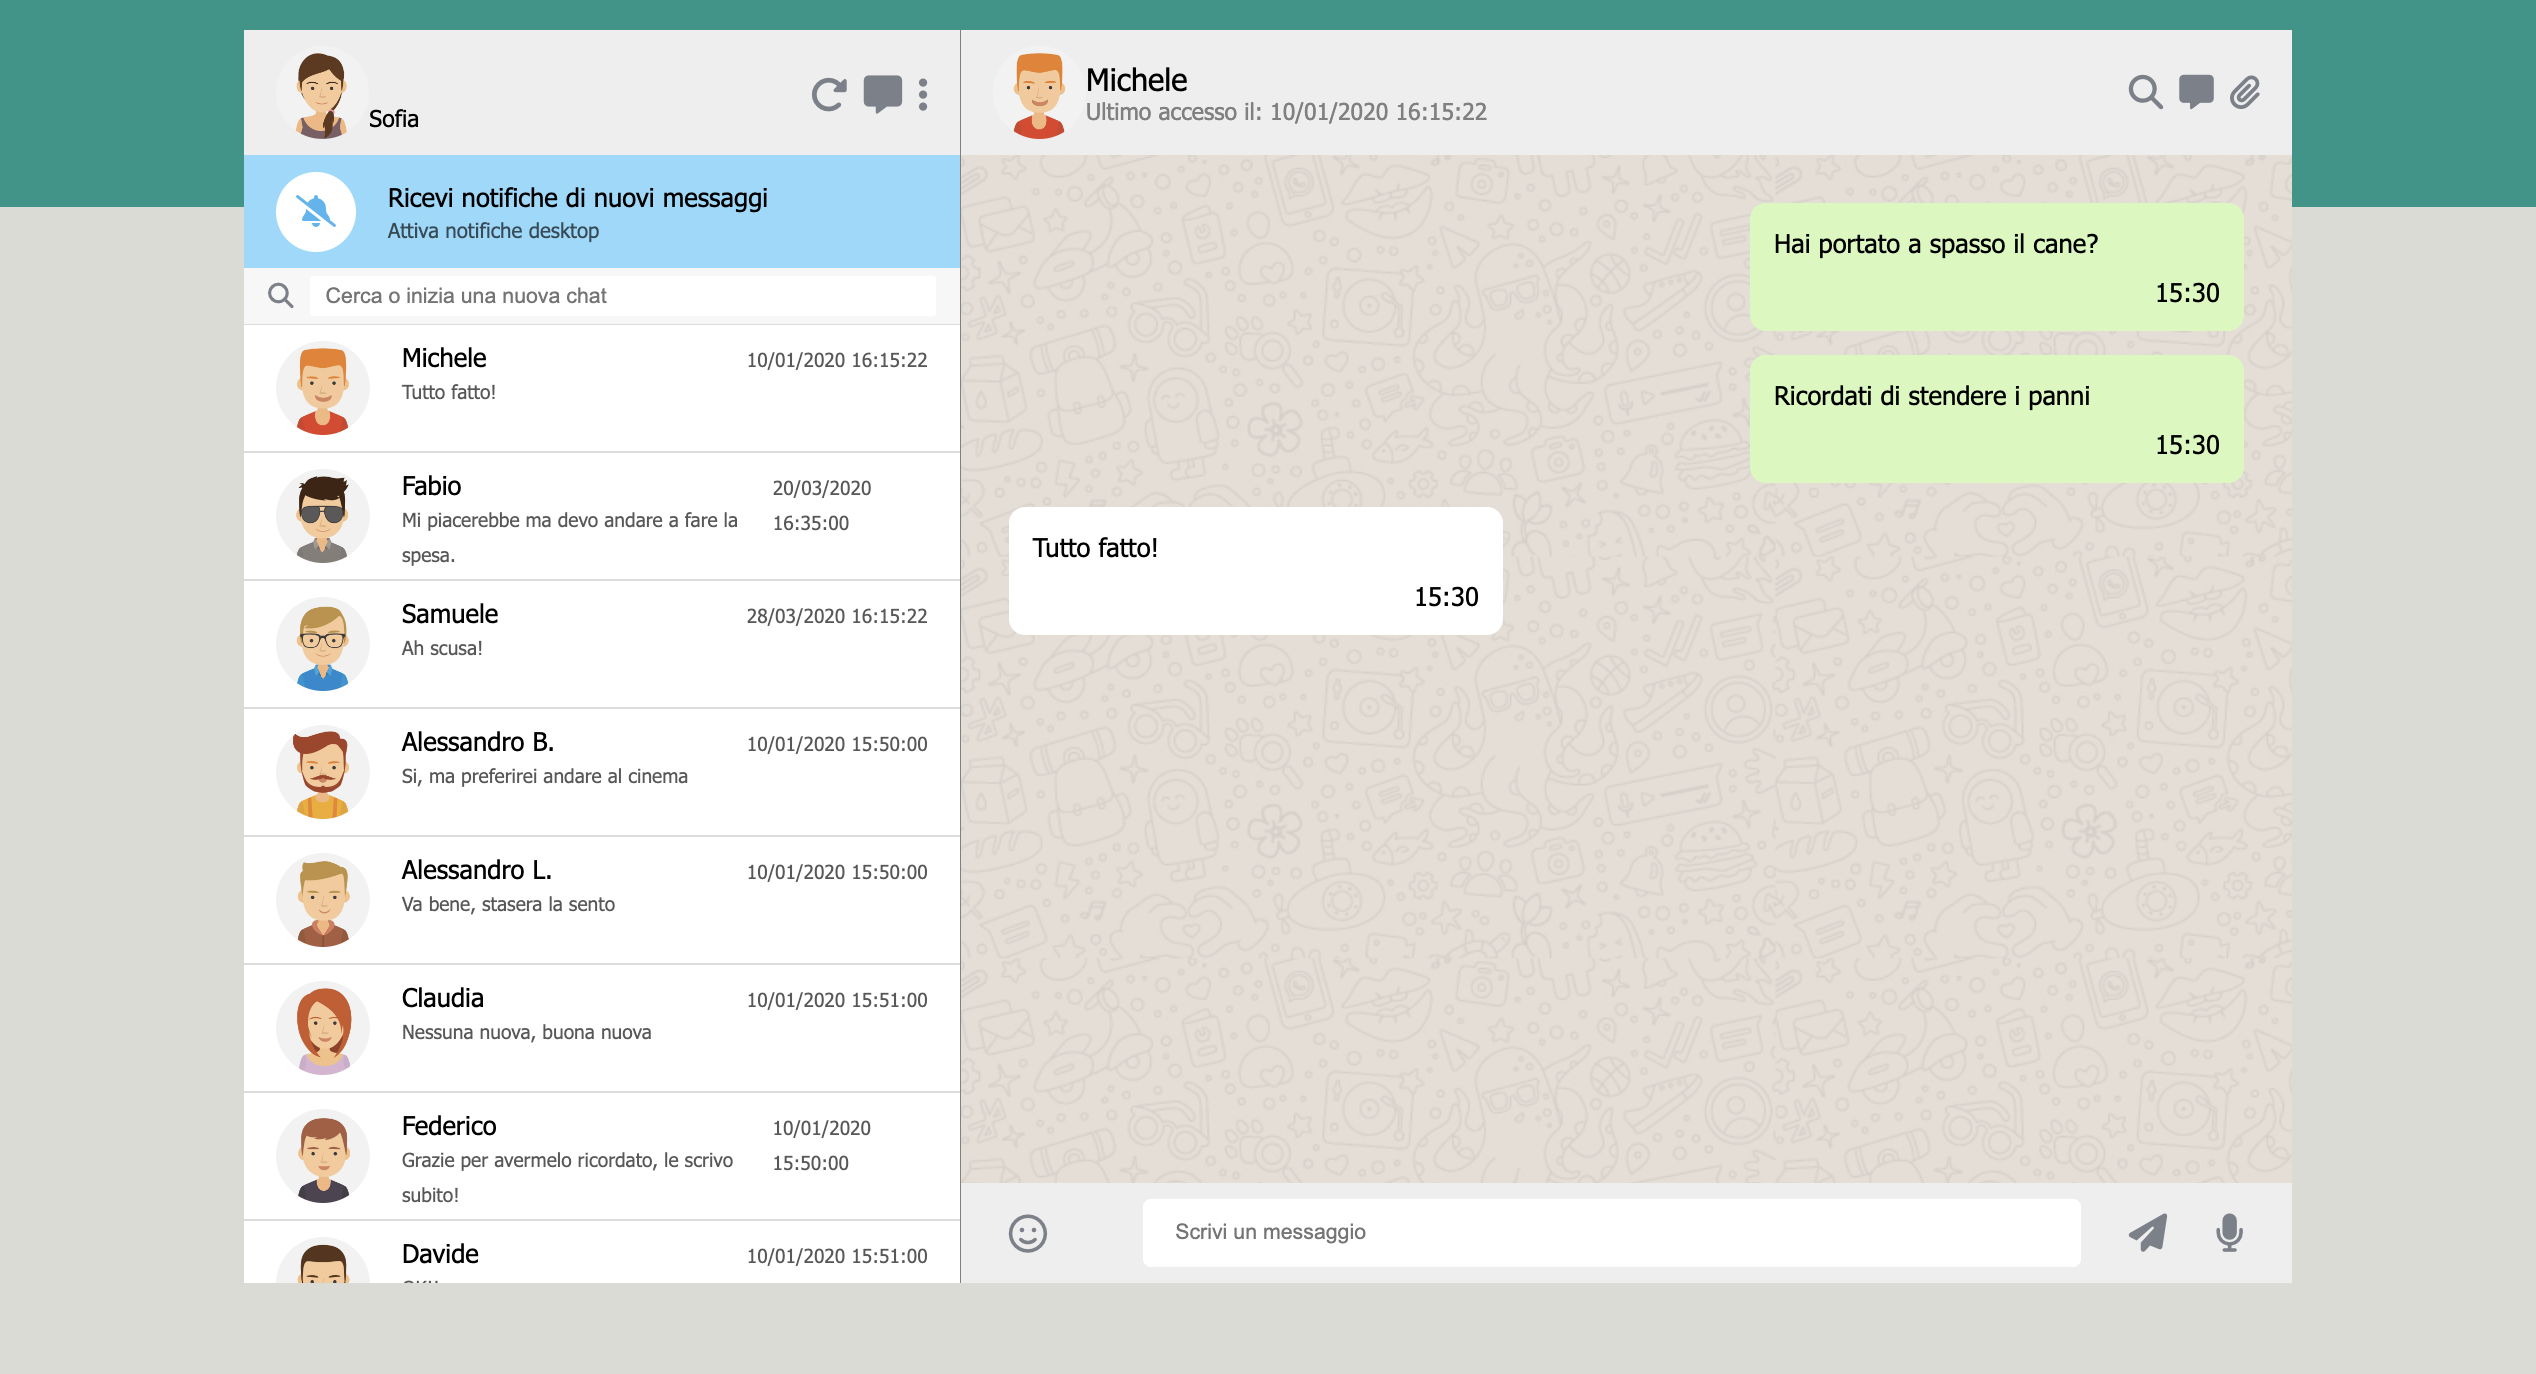 Sofia
Ricevi notifiche di nuovi messaggi
Attiva notifiche desktop
Cerca o inizia una nuova chat
Michele
10/01/2020 16:15:22
Tutto fatto!
Fabio
20/03/2020
16:35:00
Mi piacerebbe ma devo andare a fare la
spesa.
Samuele
28/03/2020 16:15:22
Ah scusa!
Alessandro B.
10/01/2020 15:50:00
Si, ma preferirei andare al cinema
Alessandro L.
10/01/2020 15:50:00
Va bene, stasera la sento
Claudia
10/01/2020 15:51:00
Nessuna nuova, buona nuova
Federico
10/01/2020
15:50:00
Grazie per avermelo ricordato, le scrivo
subito!
Davide
10/01/2020 15:51:00
Michele
Ultimo accesso il: 10/01/2020 16:15:22
Hai portato a spasso il cane?
15:30
Ricordati di stendere i panni
15:30
Tutto fatto!
15:30
Scrivi un messaggio